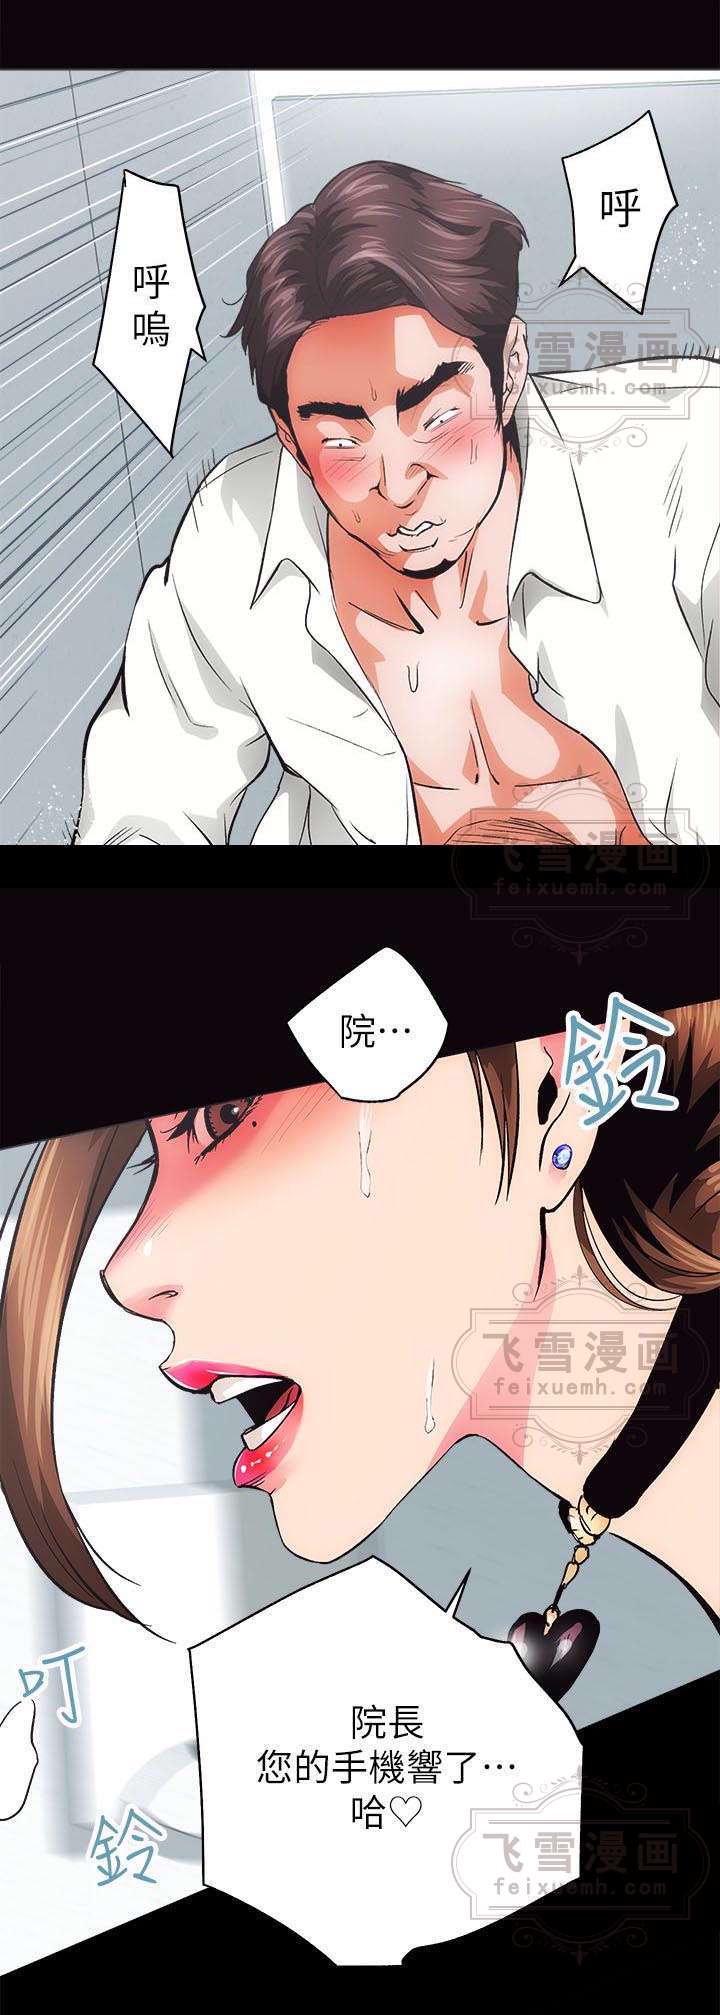 呼
呼
嗚
飞雪漫画
feixuemh.com
飞雪漫画
feixuemh.com
院⋯
鈴
飞雪漫画
feixuemh.com
叮
院長
您的手機響了⋯
哈♡
鈴
飞雪漫画
feixuemh.com